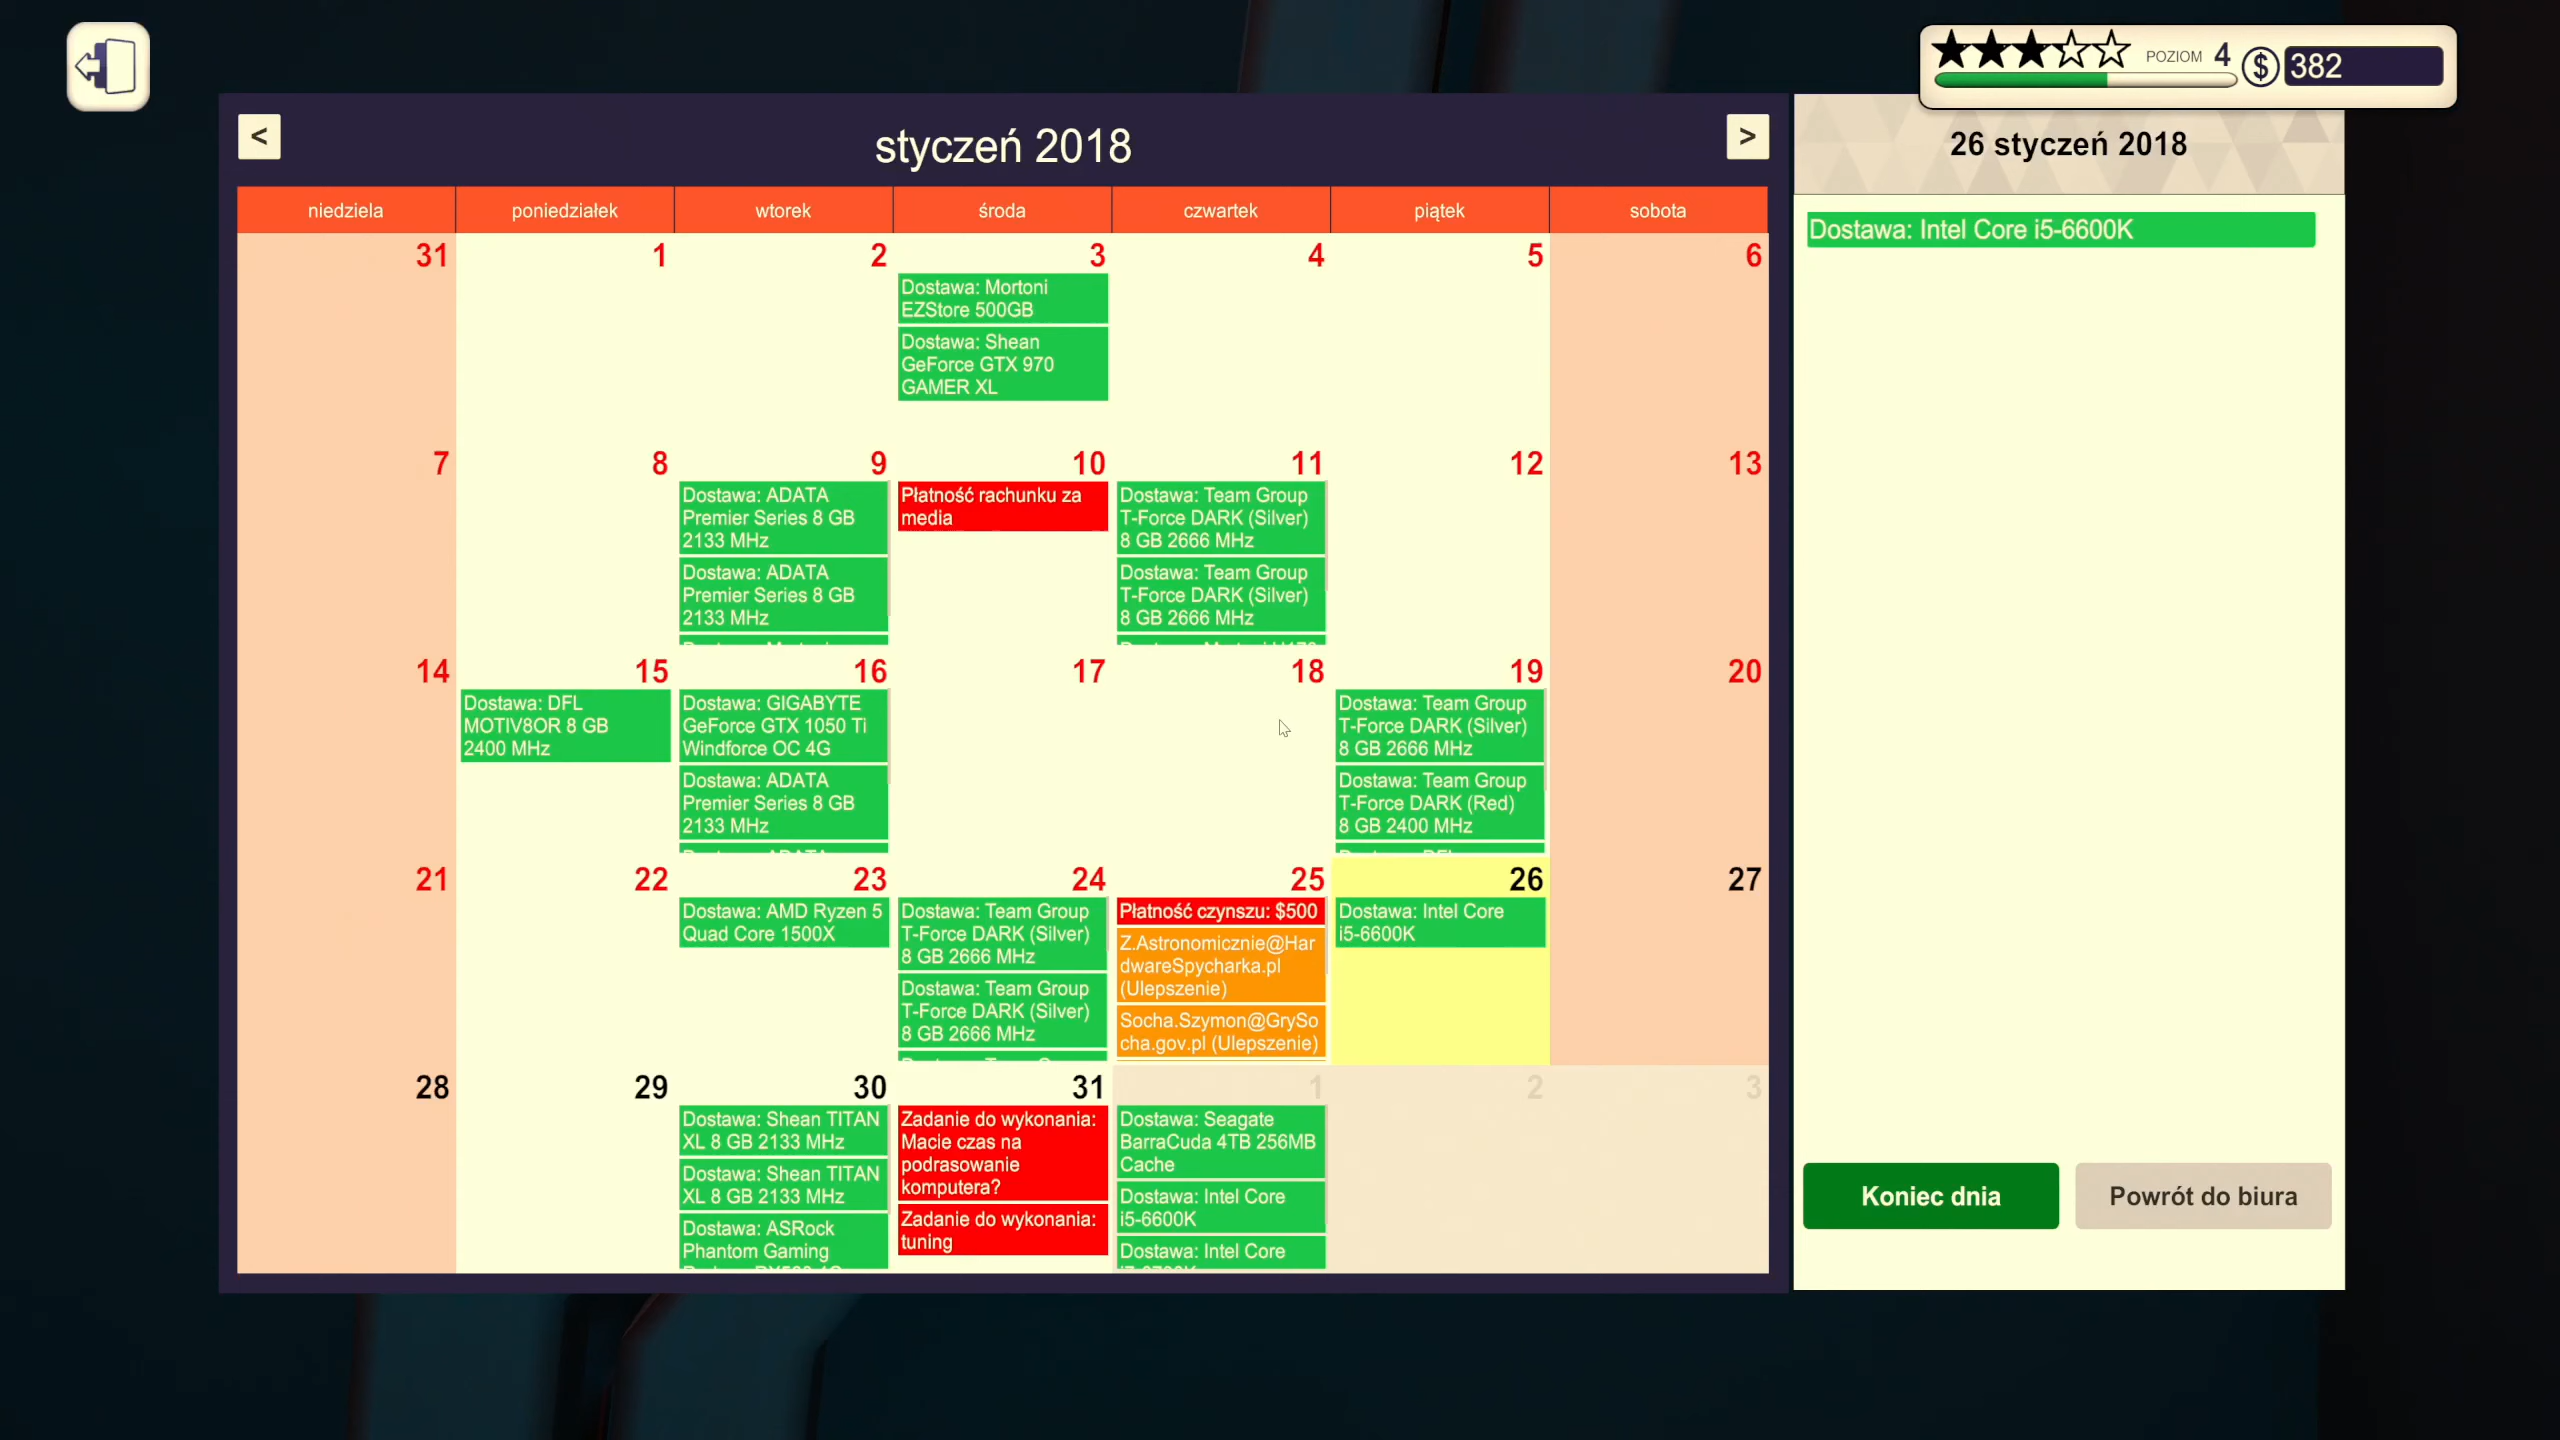 POZIOM 4 $ 382
< styczeń 2018 >
26 styczeń 2018
niedziela poniedziałek wtorek środa czwartek piątek sobota
Dostawa: Intel Core i5-6600K
31 1 2 3 4 5 6
Dostawa: Mortoni
EZStore 500GB
Dostawa: Shean
GeForce GTX 970
GAMER XL
7 8 9 10 11 12 13
Dostawa: ADATA
Premier Series 8 GB
2133 MHz
Dostawa: ADATA
Premier Series 8 GB
2133 MHz
Płatność rachunku za
media
Dostawa: Team Group
T-Force DARK (Silver)
8 GB 2666 MHz
Dostawa: Team Group
T-Force DARK (Silver)
8 GB 2666 MHz
14 15 16 17 18 19 20
Dostawa: DFL
MOTIV8OR 8 GB
2400 MHz
Dostawa: GIGABYTE
GeForce GTX 1050 Ti
Windforce OC 4G
Dostawa: ADATA
Premier Series 8 GB
2133 MHz
Dostawa: Team Group
T-Force DARK (Silver)
8 GB 2666 MHz
Dostawa: Team Group
T-Force DARK (Red)
8 GB 2400 MHz
21 22 23 24 25 26 27
Dostawa: AMD Ryzen 5
Quad Core 1500X
Dostawa: Team Group
T-Force DARK (Silver)
8 GB 2666 MHz
Dostawa: Team Group
T-Force DARK (Silver)
8 GB 2666 MHz
Płatność czynszu: $500
Z.Astronomicznie@Har
dwareSpycharka.pl
(Ulepszenie)
Socha.Szymon@GrySo
cha.gov.pl (Ulepszenie)
Dostawa: Intel Core
i5-6600K
28 29 30 31 1 2 3
Dostawa: Shean TITAN
XL 8 GB 2133 MHz
Dostawa: Shean TITAN
XL 8 GB 2133 MHz
Dostawa: ASRock
Phantom Gaming
Zadanie do wykonania:
Macie czas na
podrasowanie
komputera?
Zadanie do wykonania:
tuning
Dostawa: Seagate
BarraCuda 4TB 256MB
Cache
Dostawa: Intel Core
i5-6600K
Dostawa: Intel Core
Koniec dnia
Powrót do biura